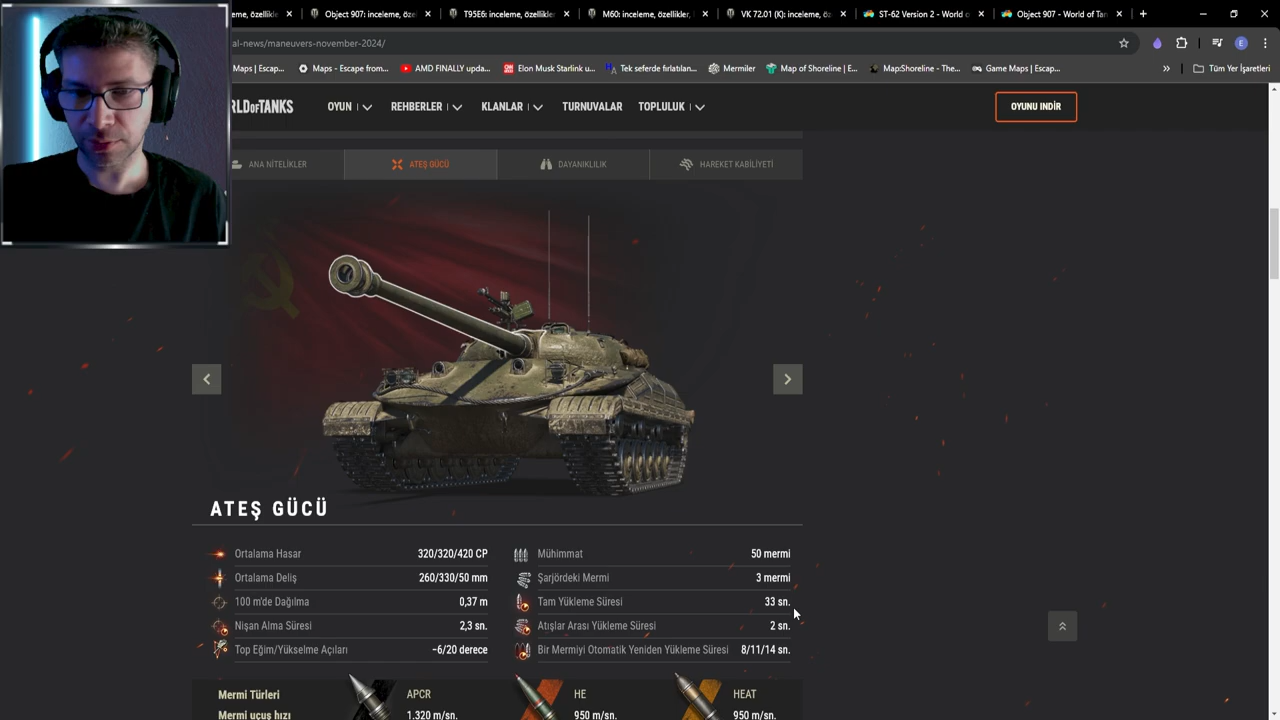 eme, özellikle
Object 907: inceleme, öze
T95E6: inceleme, özellik
M60: inceleme, özellikler,
VK 72.01 (K): inceleme, öz
ST-62 Version 2 - World o
Object 907 - World of Tan
al-news/maneuvers-november-2024/
E
Maps | Escap...
Maps - Escape from...
AMD FINALLY upda...
Elon Musk Starlink u...
Tek seferde fırlatılan...
Mermiler
Map of Shoreline | E...
Map:Shoreline - The...
Game Maps | Escap...
Tüm Yer İşaretleri
RLD OF TANKS
OYUN
REHBERLER
KLANLAR
TURNUVALAR
TOPLULUK
OYUNU INDİR
ANA NİTELİKLER
ATEŞ GÜCÜ
DAYANIKLILIK
HAREKET KABİLİYETİ
ATEŞ GÜCÜ
Ortalama Hasar 320/320/420 CP
Ortalama Deliş 260/330/50 mm
100 m'de Dağılma 0,37 m
Nişan Alma Süresi 2,3 sn.
Top Eğim/Yükselme Açıları -6/20 derece
Mühimmat 50 mermi
Şarjördeki Mermi 3 mermi
Tam Yükleme Süresi 33 sn.
Atışlar Arası Yükleme Süresi 2 sn.
Bir Mermiyi Otomatik Yeniden Yükleme Süresi 8/11/14 sn.
Mermi Türleri APCR HE HEAT
Mermi uçuş hızı 1.320 m/sn. 950 m/sn. 950 m/sn.